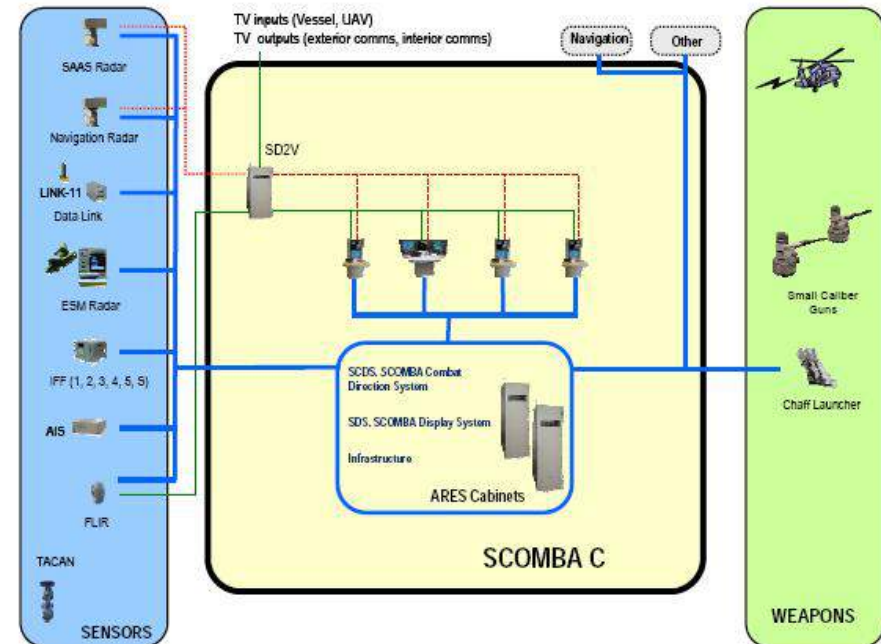 TV inputs (Vessel, UAV)
TV outputs (exterior comms, interior comms)
Navigation
Other
SAAS Radar
Navigation Radar
LINK-11
Data Link
ESM Radar
IFF (1, 2, 3, 4, 5, S)
AIS
FLIR
TACAN
SENSORS
SD2V
SCDS. SCOMBA Combat
Direction System
SDS. SCOMBA Display System
Infrastructure
ARES Cabinets
SCOMBA C
Small Caliber
Guns
Chaff Launcher
WEAPONS